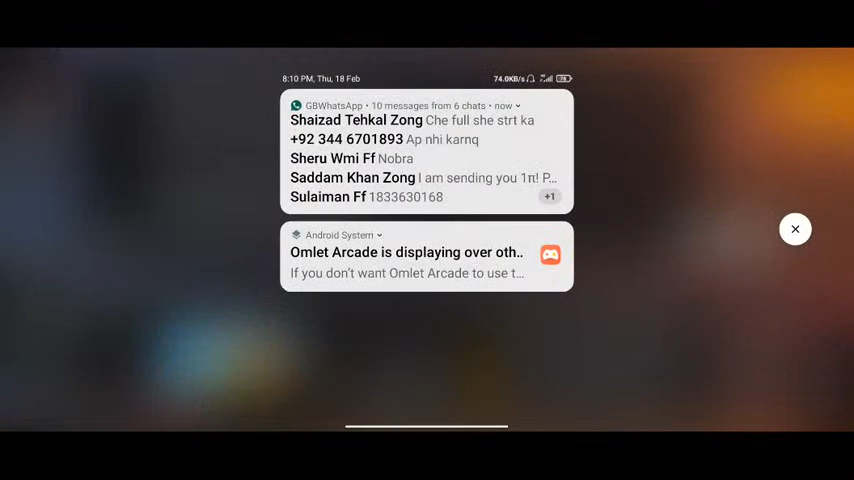 8:10 PM, Thu, 18 Feb 74.0KB/s 76
GBWhatsApp • 10 messages from 6 chats • now
Shaizad Tehkal Zong Che full she strt ka
+92 344 6701893 Ap nhi karnq
Sheru Wmi Ff Nobra
Saddam Khan Zong I am sending you 1π! P...
Sulaiman Ff 1833630168 +1
Android System
Omlet Arcade is displaying over oth..
If you don't want Omlet Arcade to use t...